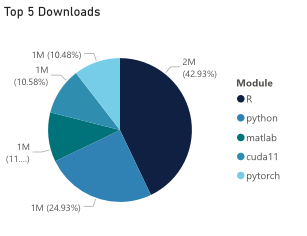 Top 5 Downloads
1M (10.48%)
2M
(42.93%)
1M
(10.58%)
1M
(11....)
1M (24.93%)
Module
R
python
matlab
cuda11
pytorch